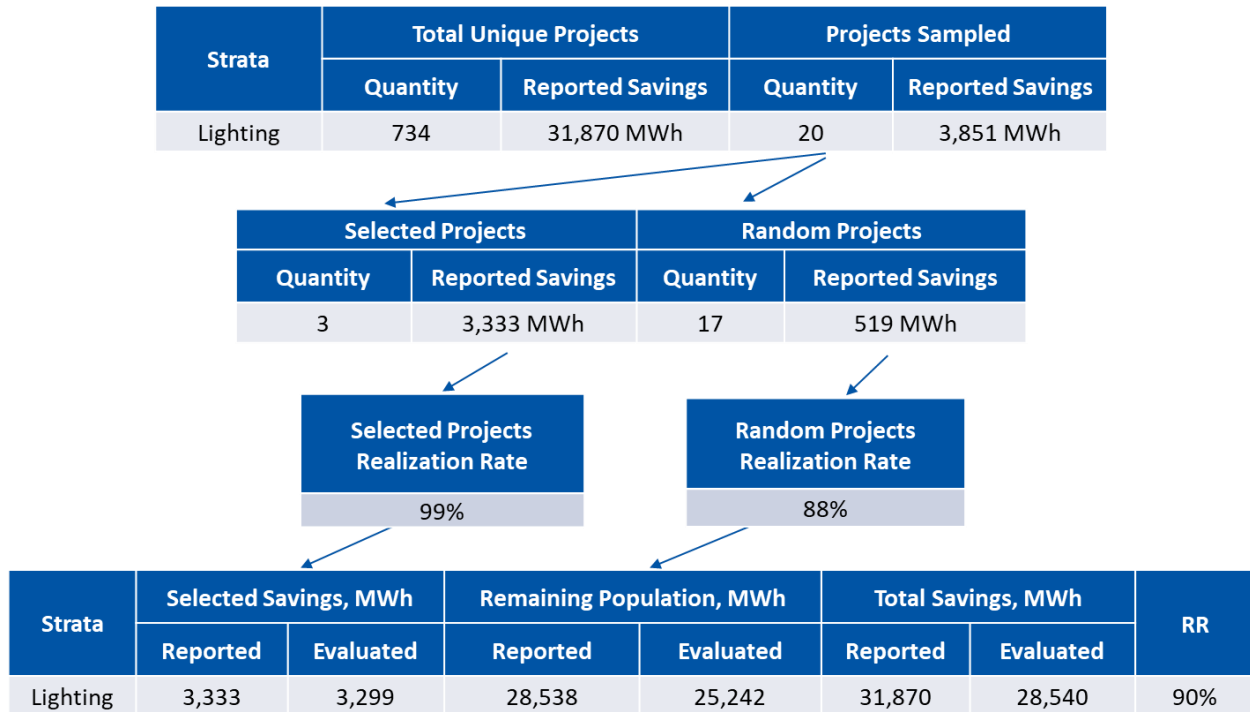 Strata Total Unique Projects Projects Sampled
Quantity Reported Savings Quantity Reported Savings
Lighting 734 31,870 MWh 20 3,851 MWh
Selected Projects Random Projects
Quantity Reported Savings Quantity Reported Savings
3 3,333 MWh 17 519 MWh
Selected Projects
Realization Rate
99%
Random Projects
Realization Rate
88%
Strata Selected Savings, MWh Remaining Population, MWh Total Savings, MWh RR
Reported Evaluated Reported Evaluated Reported Evaluated
Lighting 3,333 3,299 28,538 25,242 31,870 28,540 90%